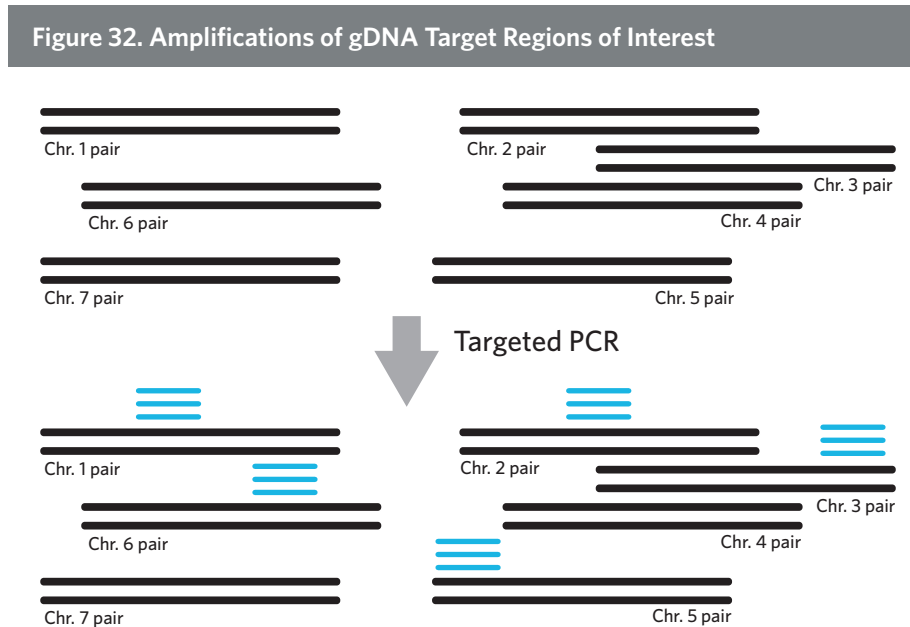 Figure 32. Amplifications of gDNA Target Regions of Interest
Chr. 1 pair
Chr. 2 pair
Chr. 3 pair
Chr. 6 pair
Chr. 4 pair
Chr. 7 pair
Chr. 5 pair
Targeted PCR
Chr. 1 pair
Chr. 2 pair
Chr. 3 pair
Chr. 6 pair
Chr. 4 pair
Chr. 7 pair
Chr. 5 pair